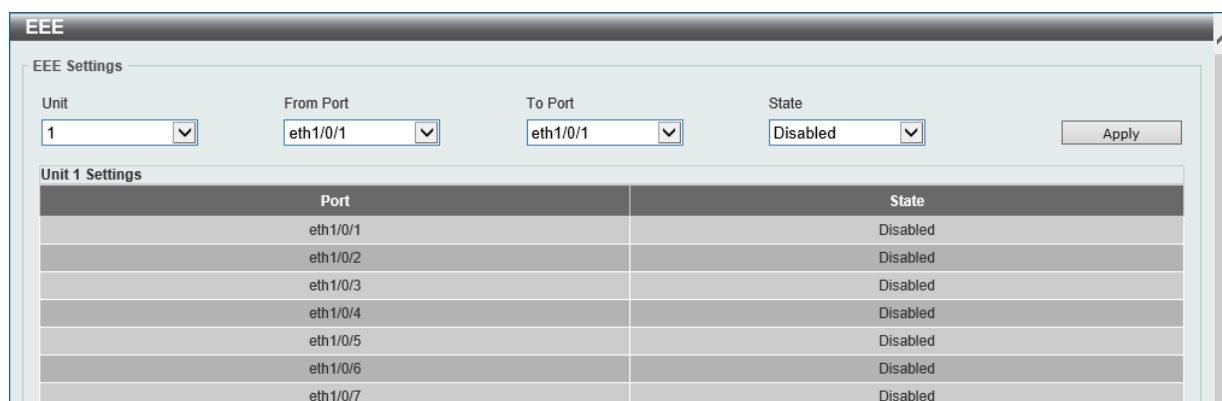 EEE
EEE Settings
Unit From Port To Port State
1 eth1/0/1 eth1/0/1 Disabled Apply
Unit 1 Settings
Port State
eth1/0/1 Disabled
eth1/0/2 Disabled
eth1/0/3 Disabled
eth1/0/4 Disabled
eth1/0/5 Disabled
eth1/0/6 Disabled
eth1/0/7 Disabled